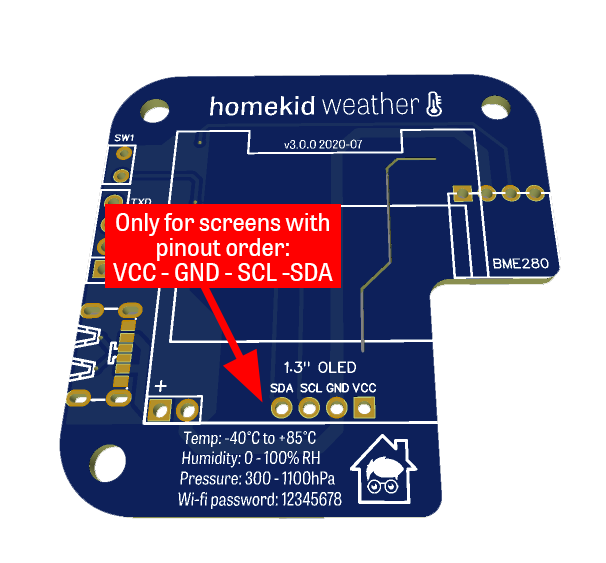 homekid weather
SW1
v3.0.0 2020-07
TXD
Only for screens with
pinout order:
VCC - GND - SCL -SDA
BME280
1.3" OLED
SDA SCL GND VCC
+
Temp: -40°C to +85°C
Humidity: 0 - 100% RH
Pressure: 300 - 1100hPa
Wi-fi password: 12345678